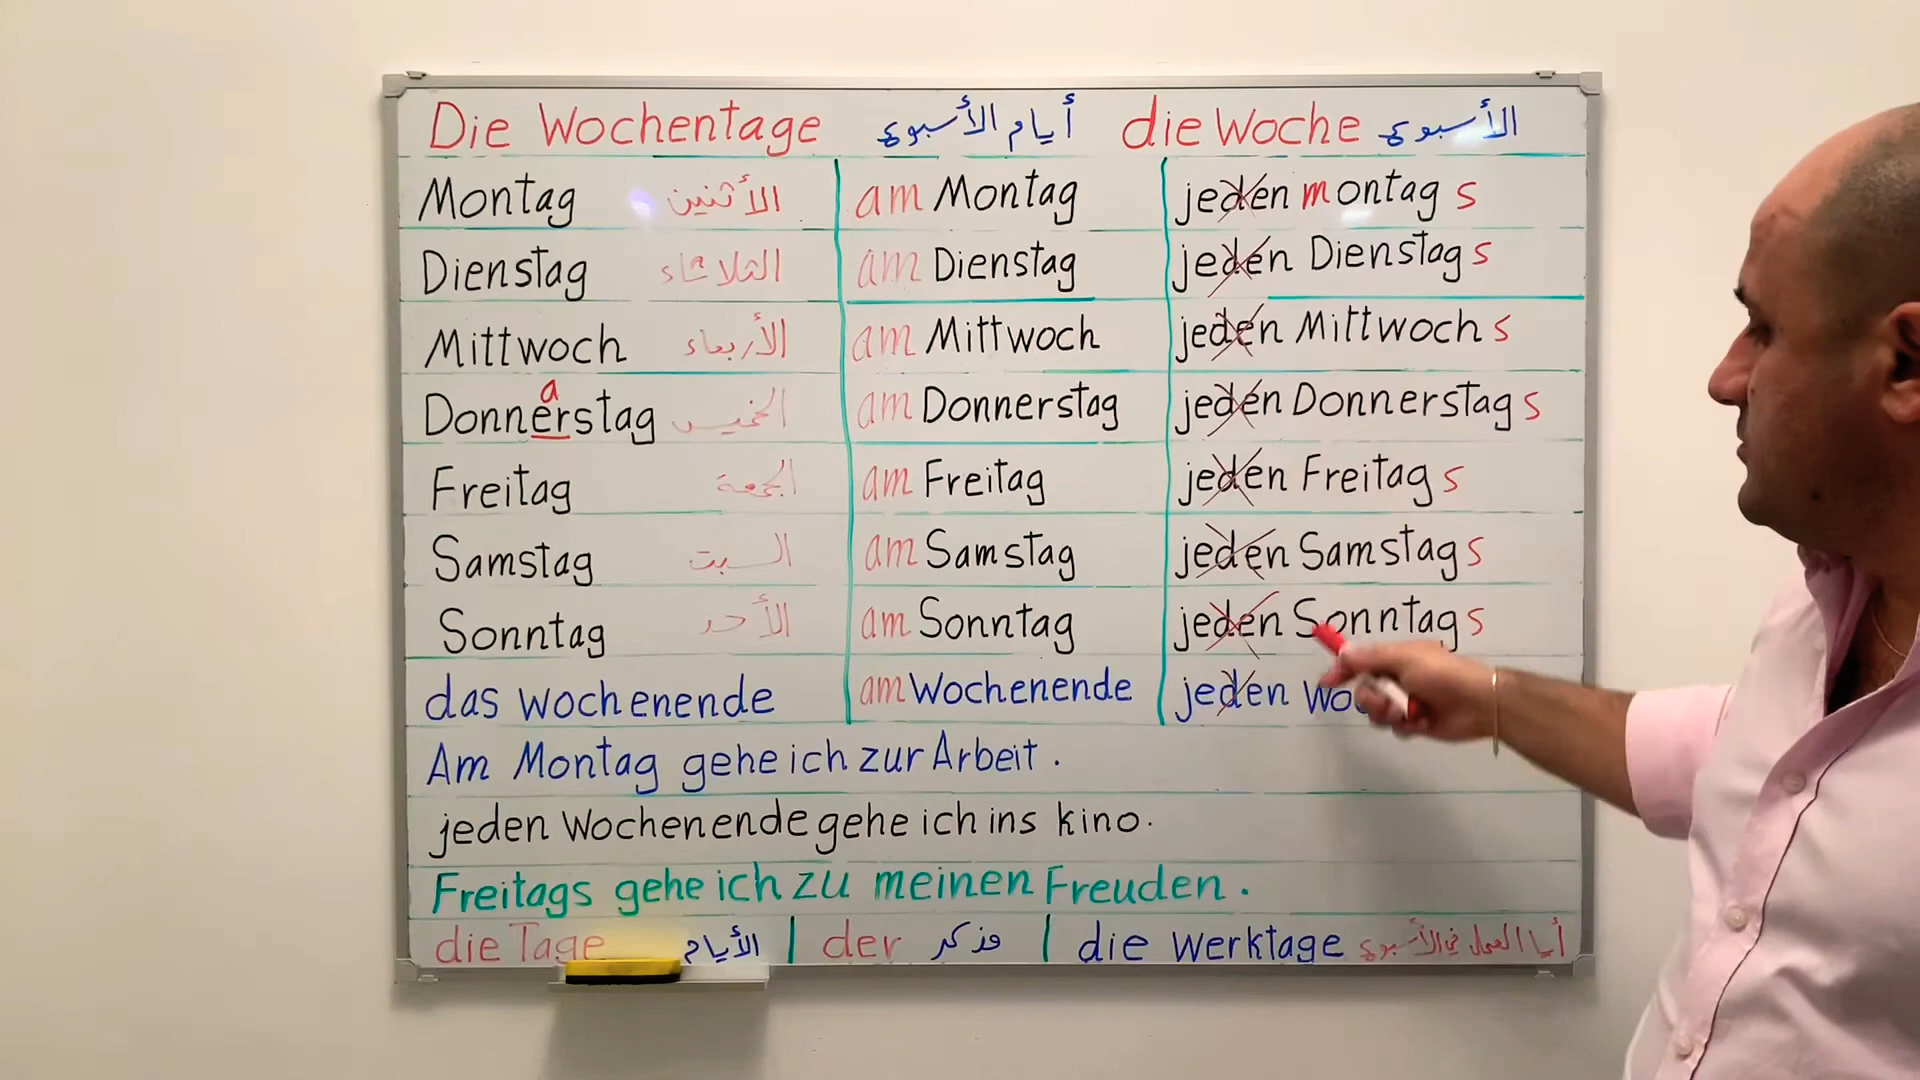 Die Wochentage أيام الأسبوع die Woche الأسبوع
Montag الأثنين am Montag jeden montag s
Dienstag الثلاثاء am Dienstag jeden Dienstag s
Mittwoch الأربعاء am Mittwoch jeden Mittwoch s
a
Donnerstag الخميس am Donnerstag jeden Donnerstag s
Freitag الجمعة am Freitag jeden Freitag s
Samstag السبت am Samstag jeden Samstag s
Sonntag الأحد am Sonntag jeden Sonntag s
das Wochenende am Wochenende jeden
Am Montag gehe ich zur Arbeit.
jeden Wochenende gehe ich ins kino.
Freitags gehe ich zu meinen Freuden.
die Tage الأيام | der مذكر | die Werktage العمل في الأسبوع